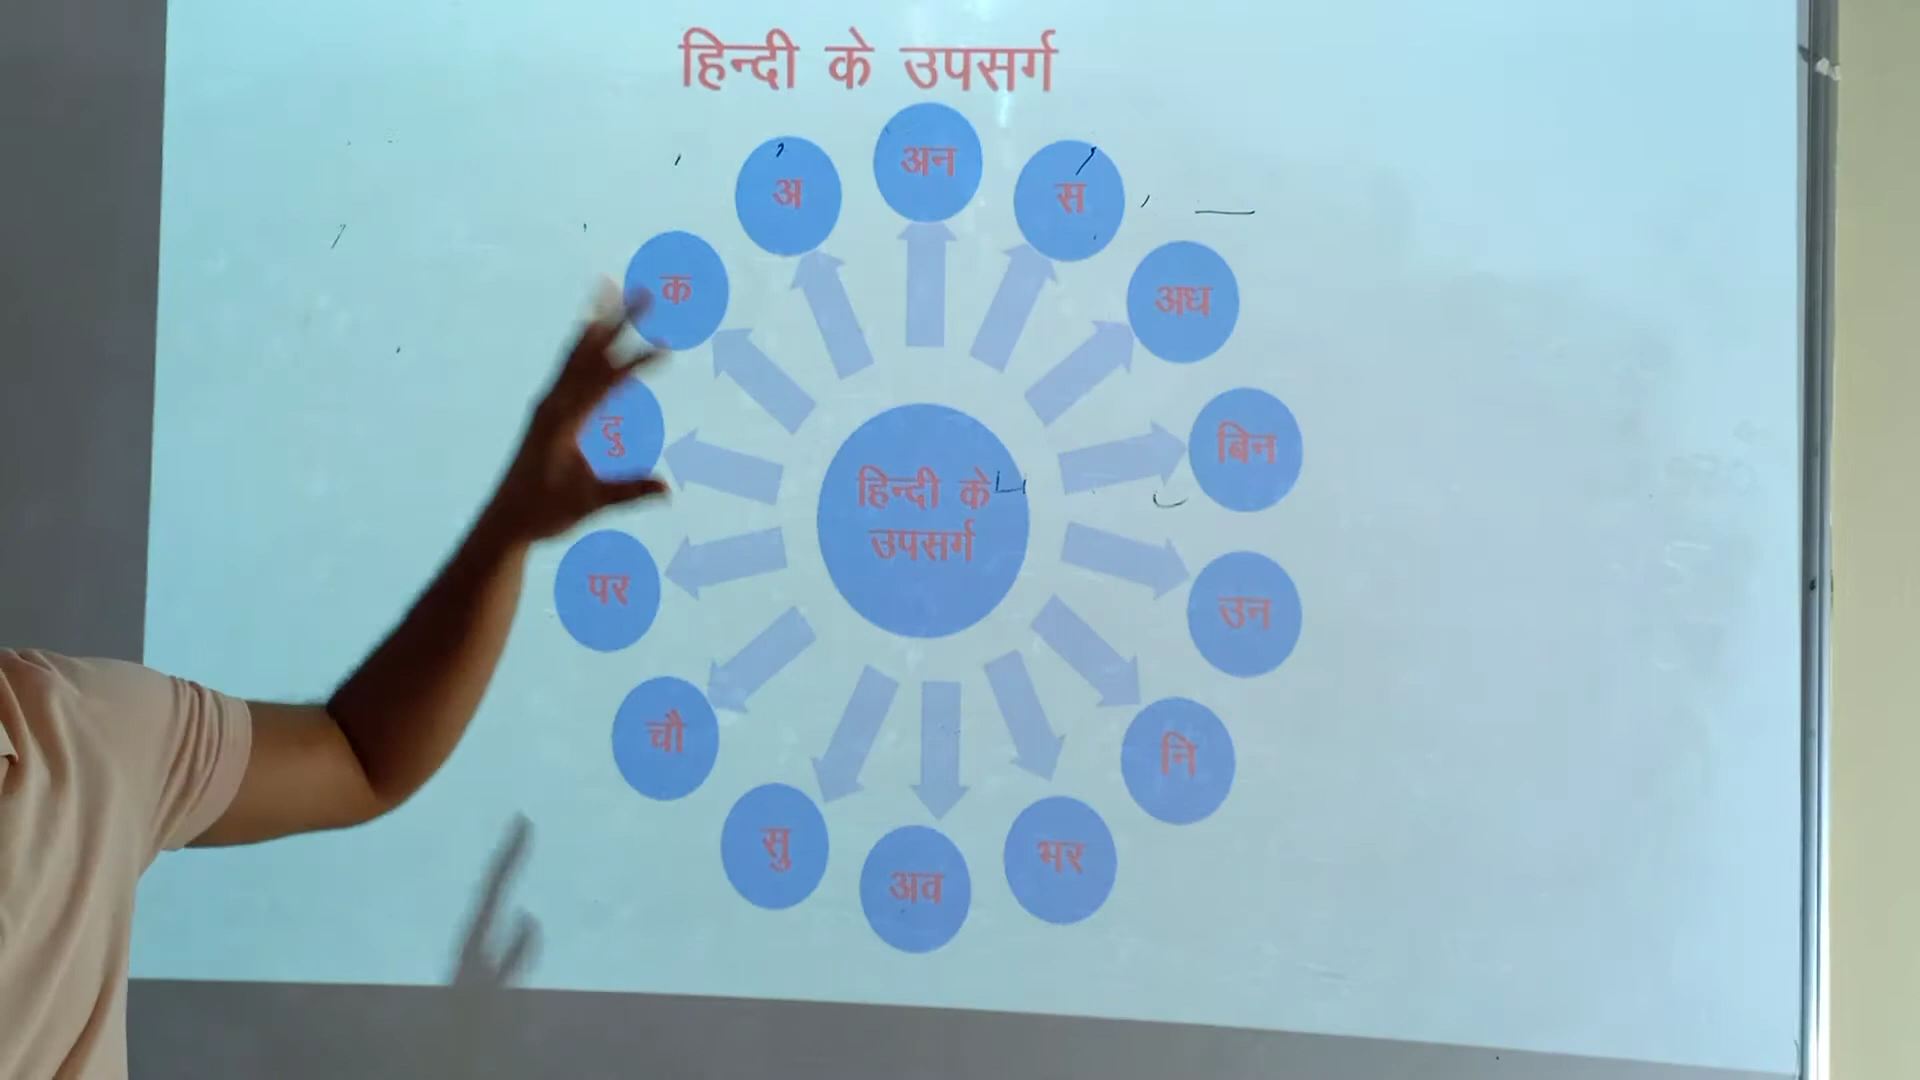 हिन्दी के उपसर्ग
अन
स
अध
बिन
उन
नि
भर
अव
सु
चौ
पर
दु
क
अ
हिन्दी के
उपसर्ग